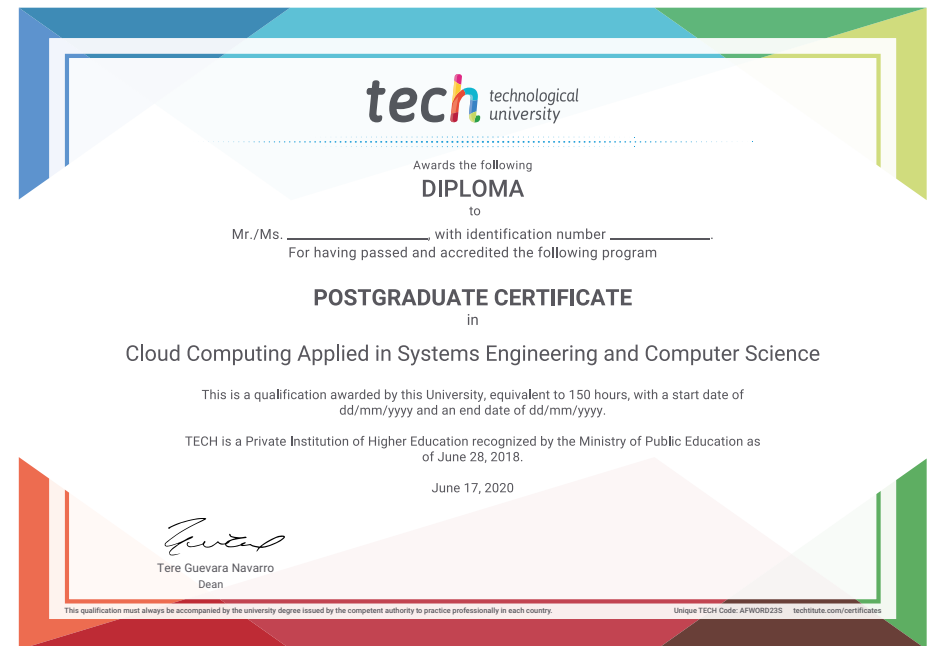 tech technological
university
Awards the following
DIPLOMA
to
Mr./Ms. ____________, with identification number ____________.
For having passed and accredited the following program
POSTGRADUATE CERTIFICATE
in
Cloud Computing Applied in Systems Engineering and Computer Science
This is a qualification awarded by this University, equivalent to 150 hours, with a start date of
dd/mm/yyyy and an end date of dd/mm/yyyy.
TECH is a Private Institution of Higher Education recognized by the Ministry of Public Education as
of June 28, 2018.
June 17, 2020
Tere Guevara Navarro
Dean
This qualification must always be accompanied by the university degree issued by the competent authority to practice professionally in each country.
Unique TECH Code: AFWORD23S techtitute.com/certificates